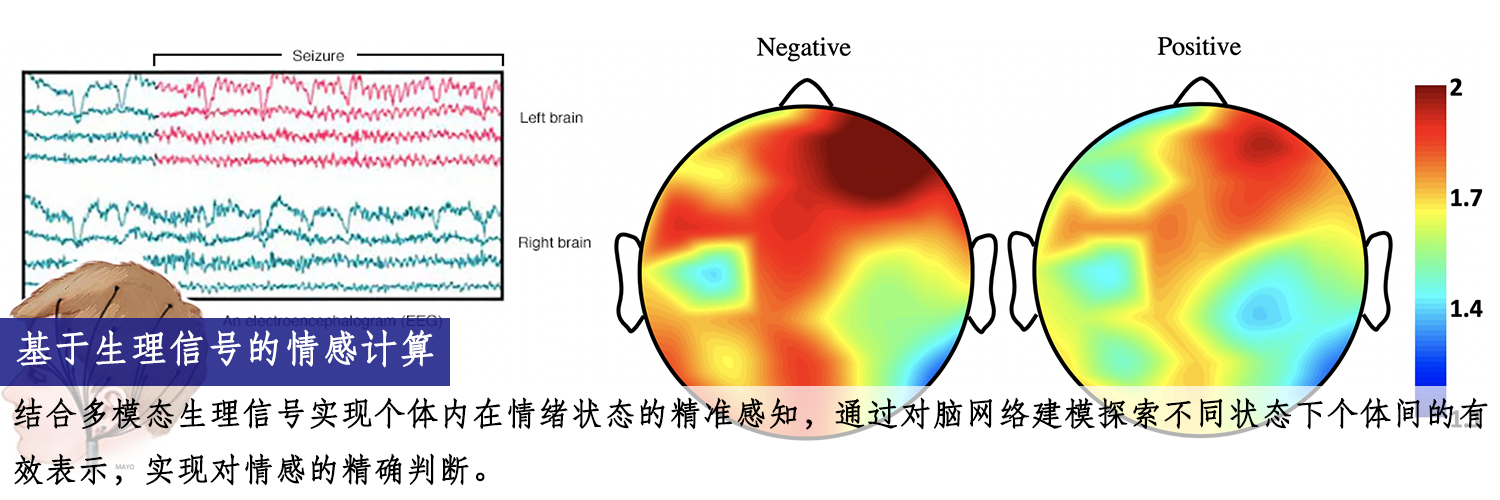 Seizure
Left brain
Right brain
An electroencephalogram (EEG)
Negative
Positive
2
1.7
1.4
基于生理信号的情感计算
结合多模态生理信号实现个体内在情绪状态的精准感知，通过对脑网络建模探索不同状态下个体间的有
效表示，实现对情感的精确判断。
MAYO